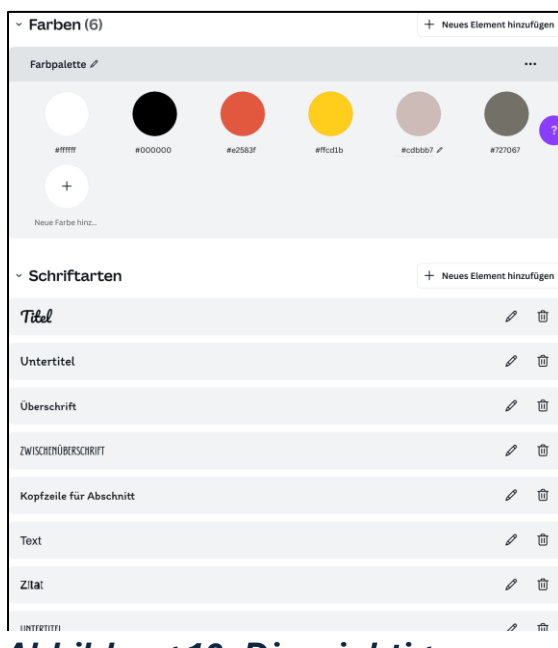 Farben (6)
+ Neues Element hinzufügen
Farbpalette
?
#ffffff
#000000
#e2583f
#ffcd1b
#cdbbb7
#727067
+
Neue Farbe hinz...
Schriftarten
+ Neues Element hinzufügen
Titel
Untertitel
Überschrift
ZWISCHENÜBERSCHRIFT
Kopfzeile für Abschnitt
Text
Zitat
UNTERTITEL